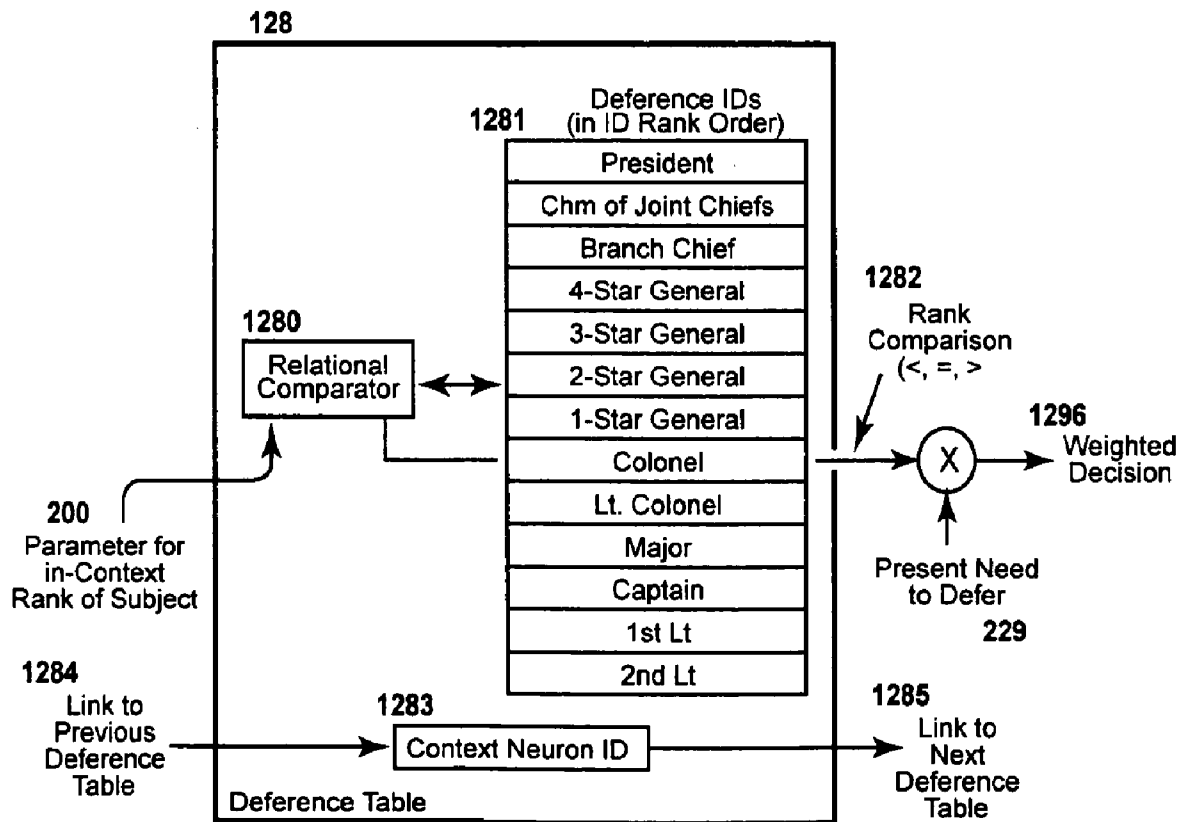 128
Deference IDs
1281 (in ID Rank Order)
President
Chm of Joint Chiefs
Branch Chief
4-Star General
3-Star General
2-Star General
1-Star General
Colonel
Lt. Colonel
Major
Captain
1st Lt
2nd Lt
1280
Relational
Comparator
1282
Rank
Comparison
(<, =, >
X
1296
Weighted
Decision
Present Need
to Defer
229
200
Parameter for
in-Context
Rank of Subject
1284
Link to
Previous
Deference
Table
1283
Context Neuron ID
1285
Link to
Next
Deference
Table
Deference Table